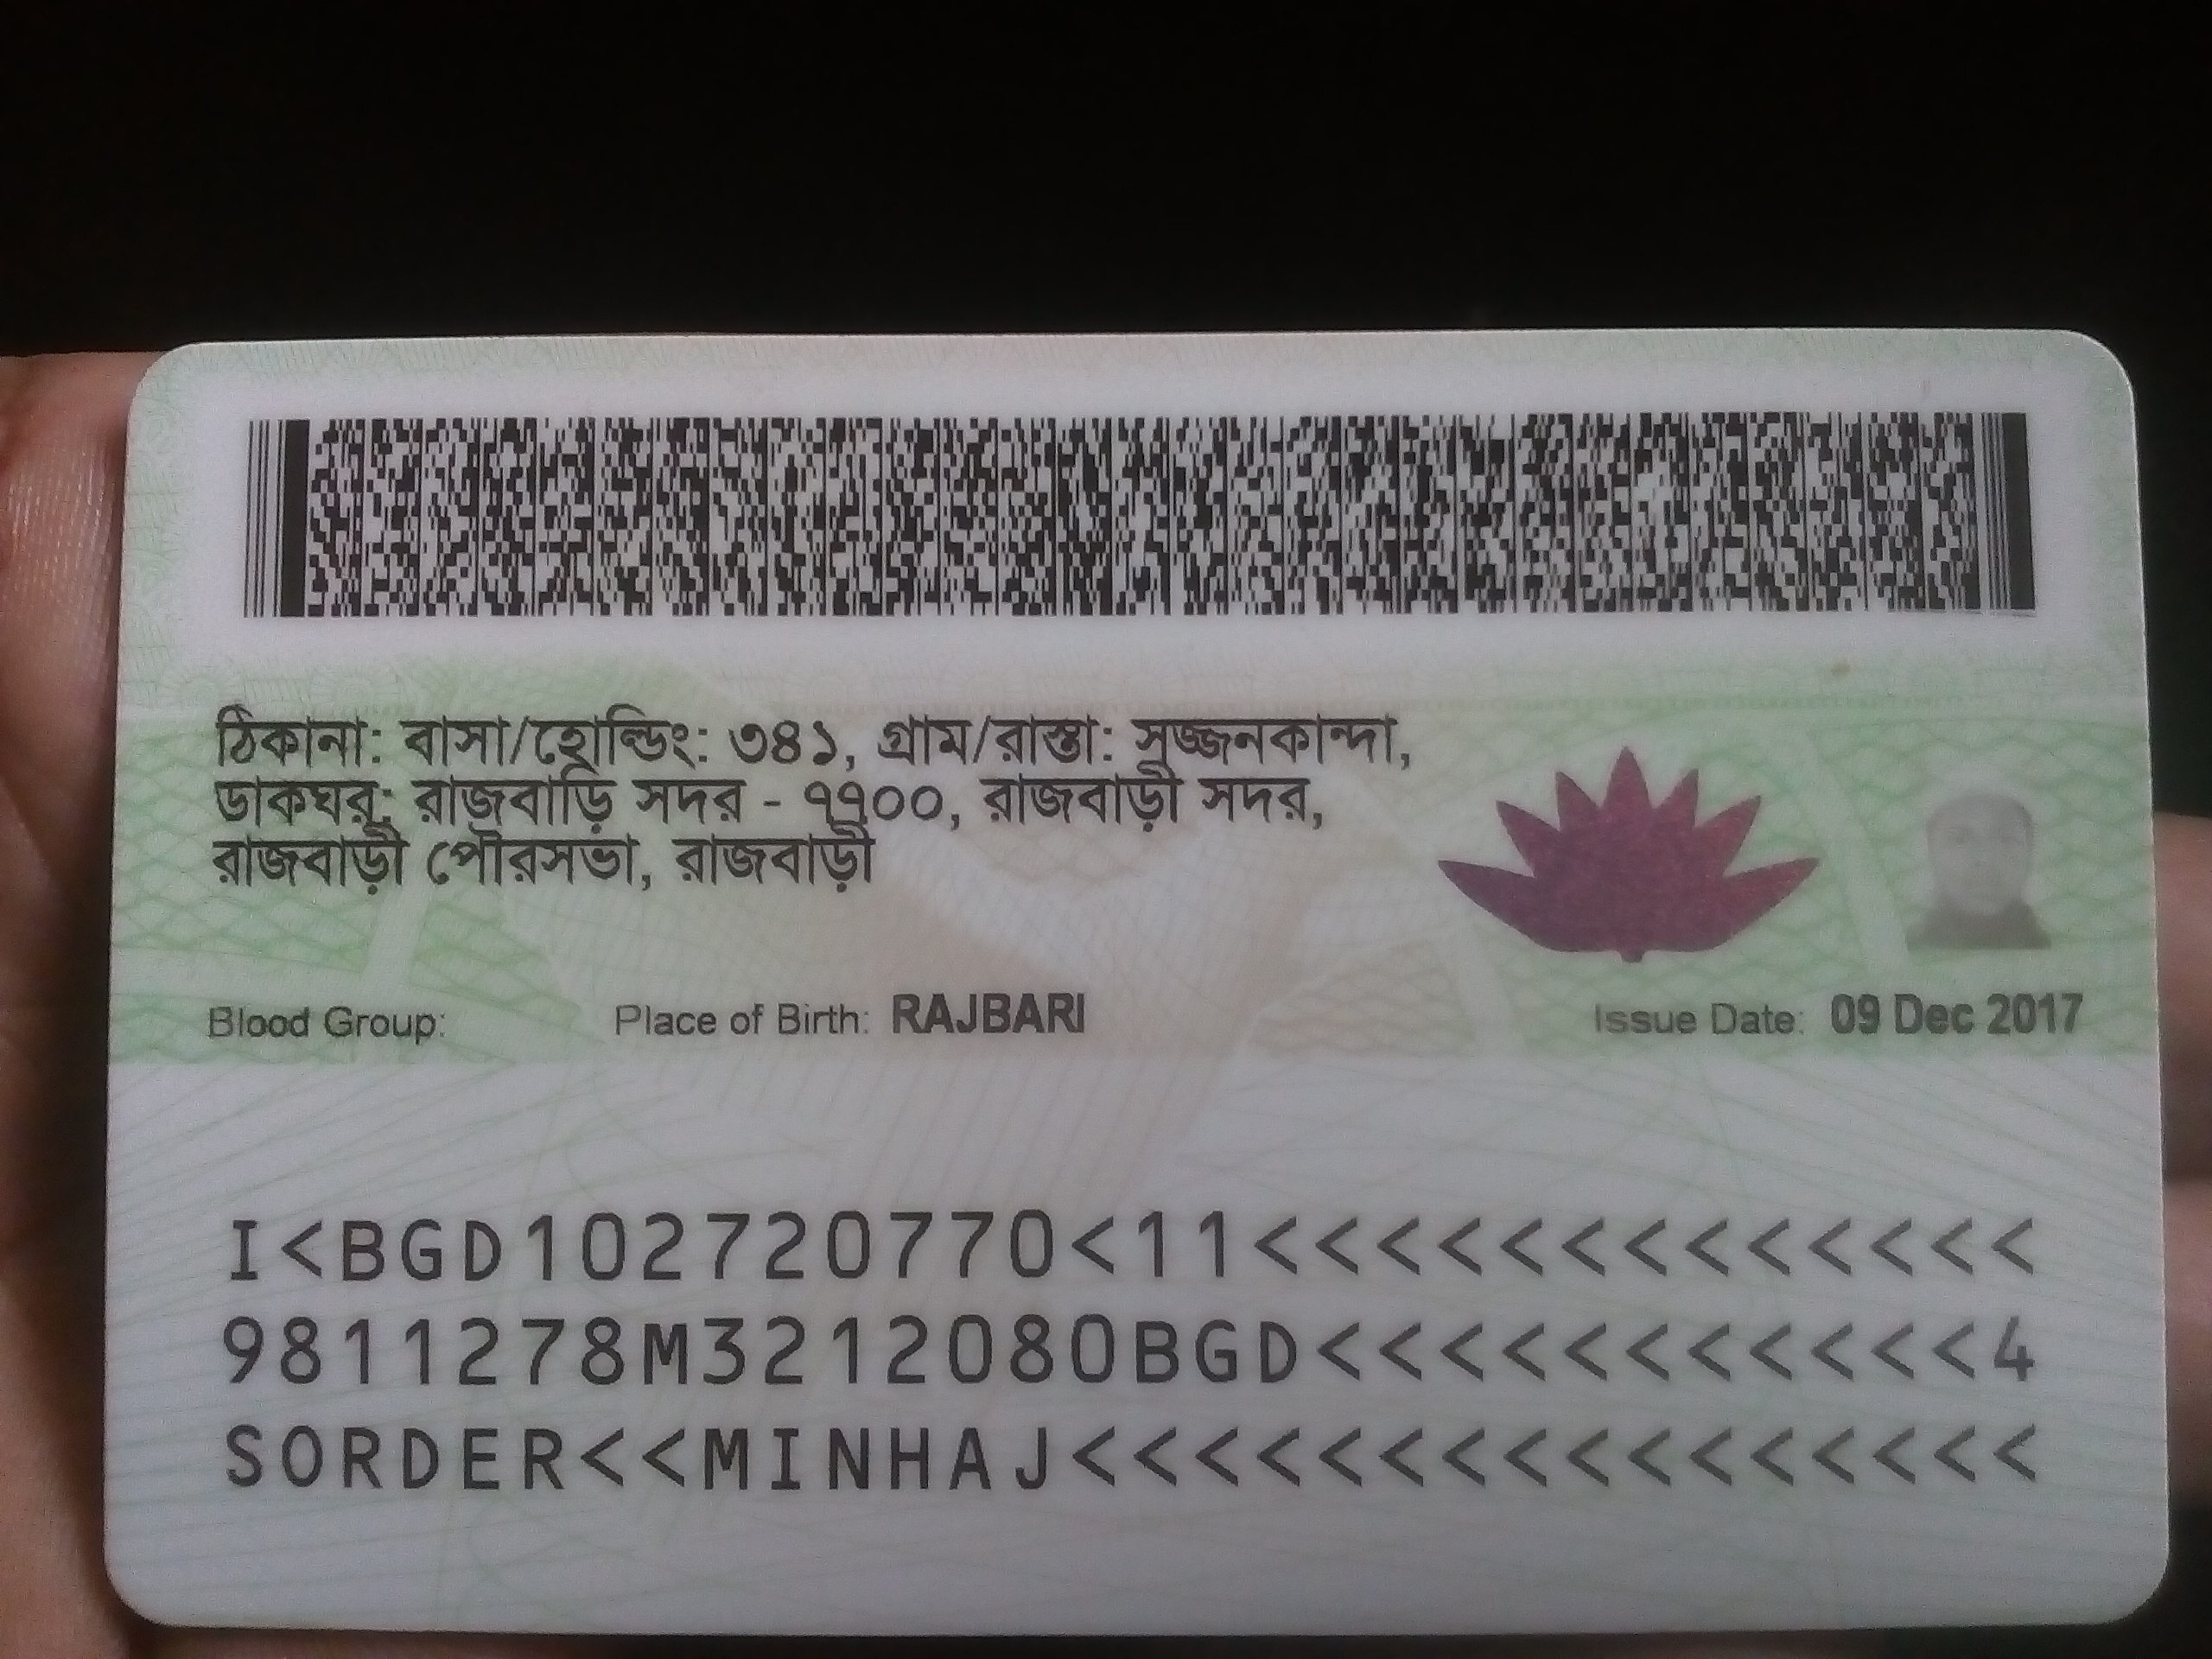 ঠিকানা: বাসা/হোল্ডিং: ৩৪১, গ্রাম/রাস্তা: সজ্জনকান্দা,
ডাকঘর: রাজবাড়ি সদর - ৭৭০০, রাজবাড়ী সদর,
রাজবাড়ী পৌরসভা, রাজবাড়ী
Blood Group: Place of Birth: RAJBARI Issue Date: 09 Dec 2017
I<BGD102720770<11<<<<<<<<<<<<<
9811278M3212080BGD<<<<<<<<<<<4
SORDER<<MINHAJ<<<<<<<<<<<<<<<<